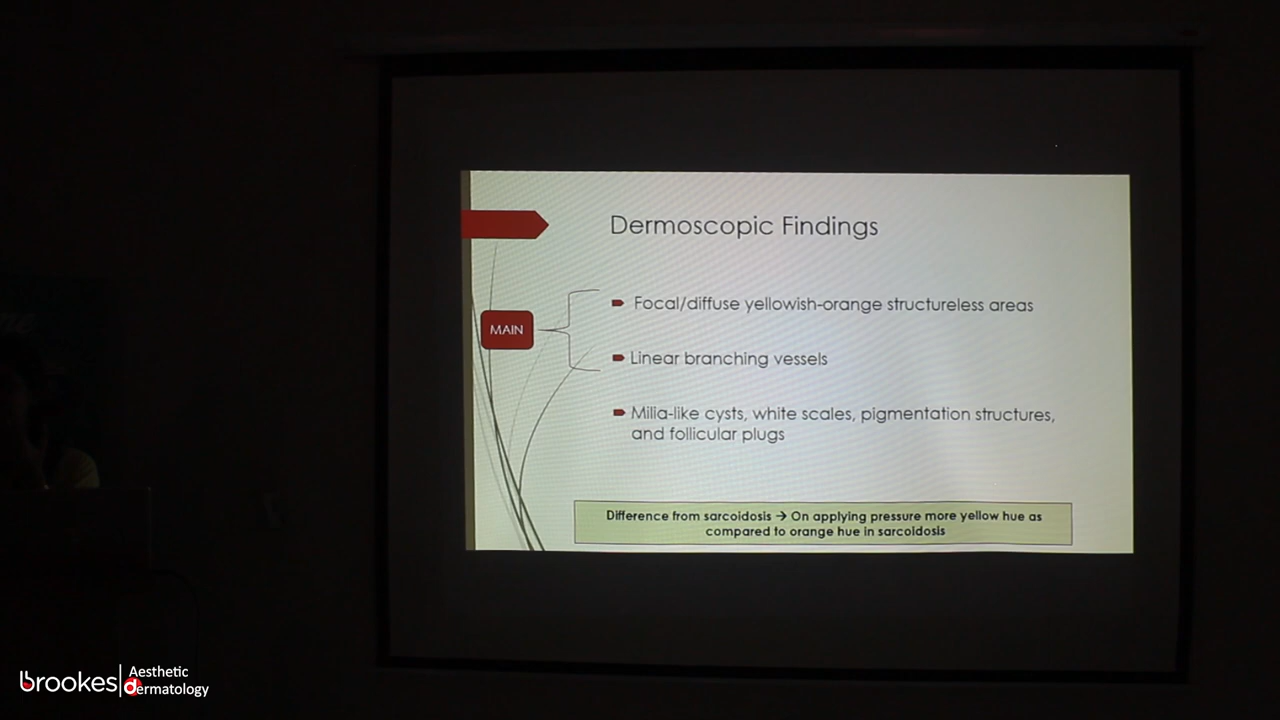 Dermoscopic Findings
Focal/diffuse yellowish-orange structureless areas
MAIN
Linear branching vessels
Milia-like cysts, white scales, pigmentation structures,
and follicular plugs
Difference from sarcoidosis → On applying pressure more yellow hue as
compared to orange hue in sarcoidosis
brookes
Aesthetic
dermatology